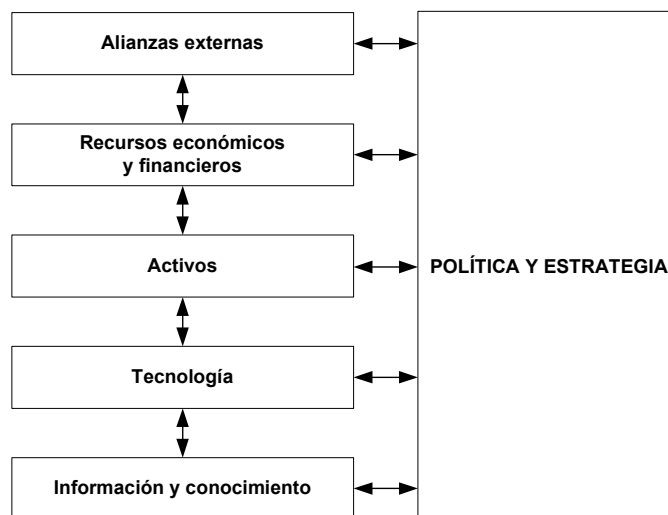 Alianzas externas
Recursos económicos
y financieros
Activos
POLÍTICA Y ESTRATEGIA
Tecnología
Información y conocimiento